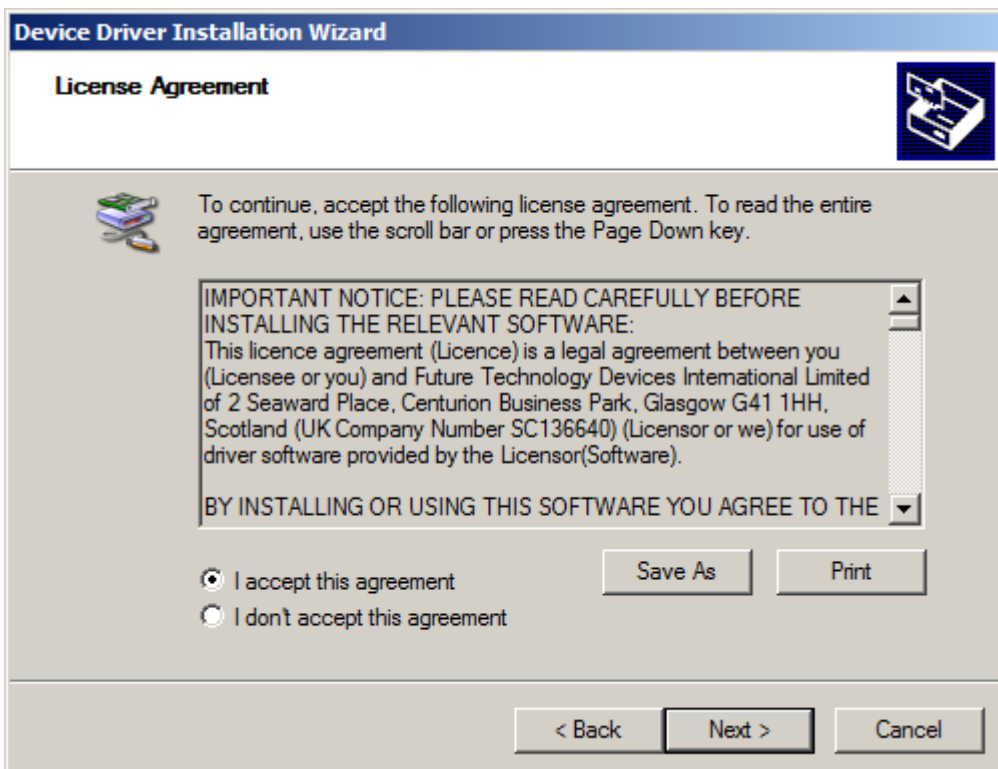 Device Driver Installation Wizard
License Agreement
To continue, accept the following license agreement. To read the entire
agreement, use the scroll bar or press the Page Down key.
IMPORTANT NOTICE: PLEASE READ CAREFULLY BEFORE
INSTALLING THE RELEVANT SOFTWARE:
This licence agreement (Licence) is a legal agreement between you
(Licensee or you) and Future Technology Devices International Limited
of 2 Seaward Place, Centurion Business Park, Glasgow G41 1HH,
Scotland (UK Company Number SC136640) (Licensor or we) for use of
driver software provided by the Licensor(Software).
BY INSTALLING OR USING THIS SOFTWARE YOU AGREE TO THE
I accept this agreement
Save As
Print
I don't accept this agreement
< Back
Next >
Cancel